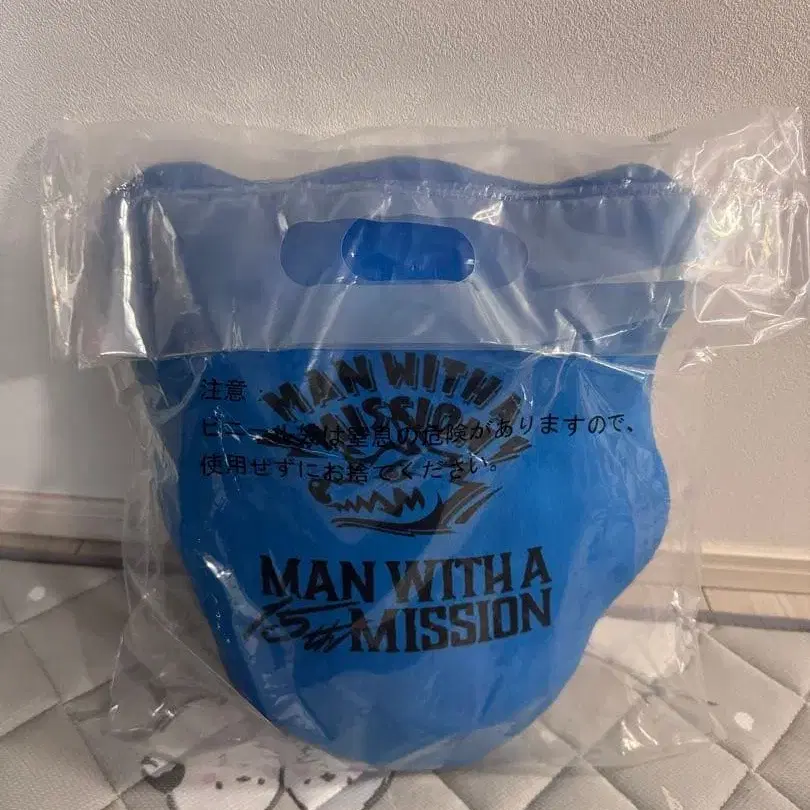 MAN WITH A
MISSION
注意:
ビニール袋は窒息の危険がありますので、
使用せずにお捨てください。
MAN WITH A
15th MISSION